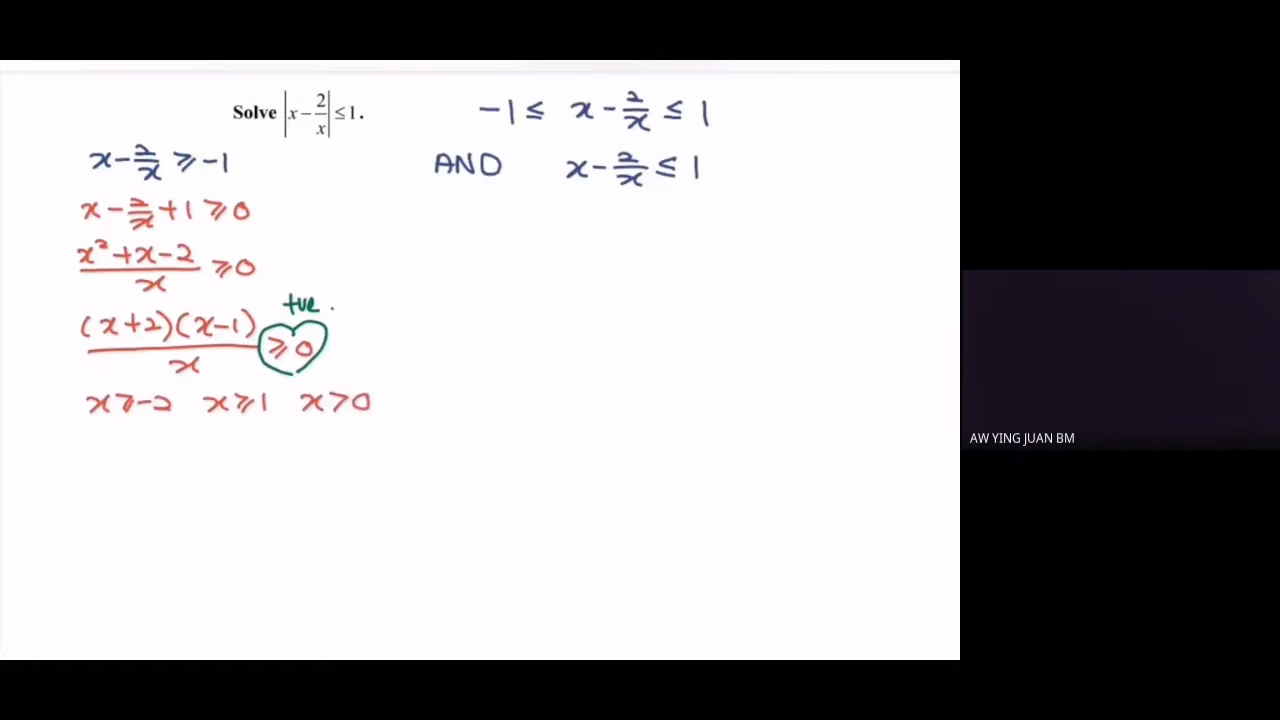 Solve |x - 2/x| ≤ 1.
-1 ≤ x - 2/x ≤ 1
x - 2/x ≥ -1 AND x - 2/x ≤ 1
x - 2/x + 1 ≥ 0
(x² + x - 2)/x ≥ 0
+ve.
(x+2)(x-1)/x ≥ 0
x ≥ -2 x ≥ 1 x > 0
AW YING JUAN BM